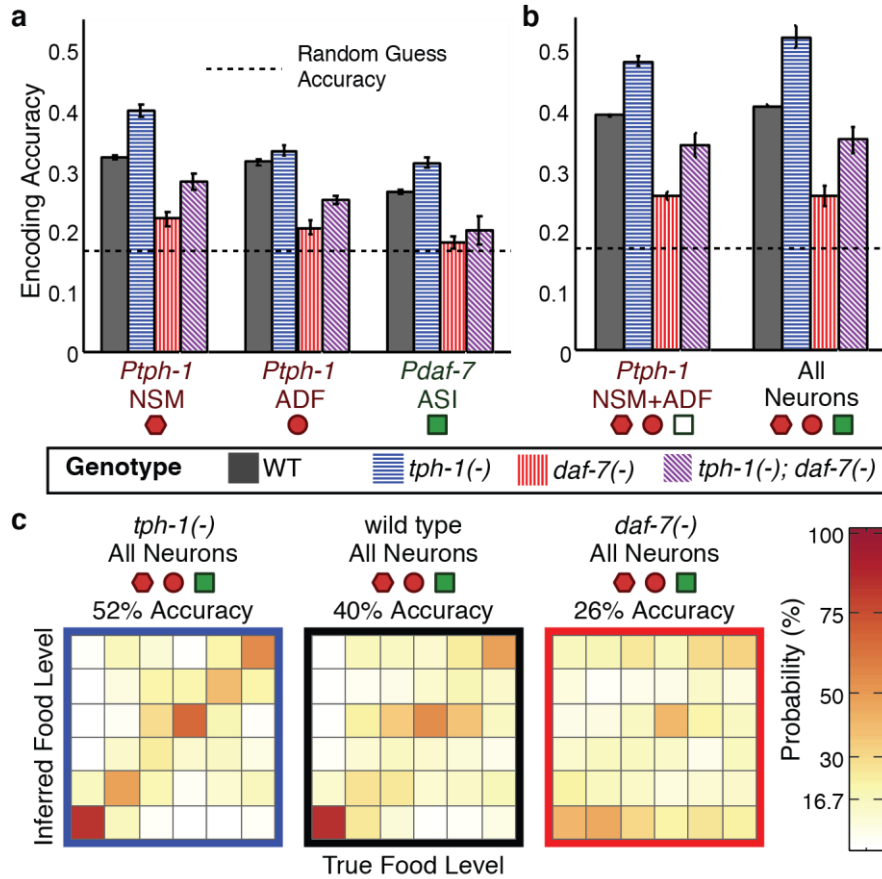 a
b
0.5
0.4
0.3
0.2
0.1
0
Encoding Accuracy
Random Guess
Accuracy
0.5
0.4
0.3
0.2
0.1
0
Ptph-1
NSM
Ptph-1
ADF
Pdaf-7
ASI
Ptph-1
NSM+ADF
All
Neurons
Genotype WT tph-1(-) daf-7(-) tph-1(-); daf-7(-)
c
tph-1(-)
All Neurons
52% Accuracy
wild type
All Neurons
40% Accuracy
daf-7(-)
All Neurons
26% Accuracy
Inferred Food Level
True Food Level
100
75
50
30
16.7
Probability (%)